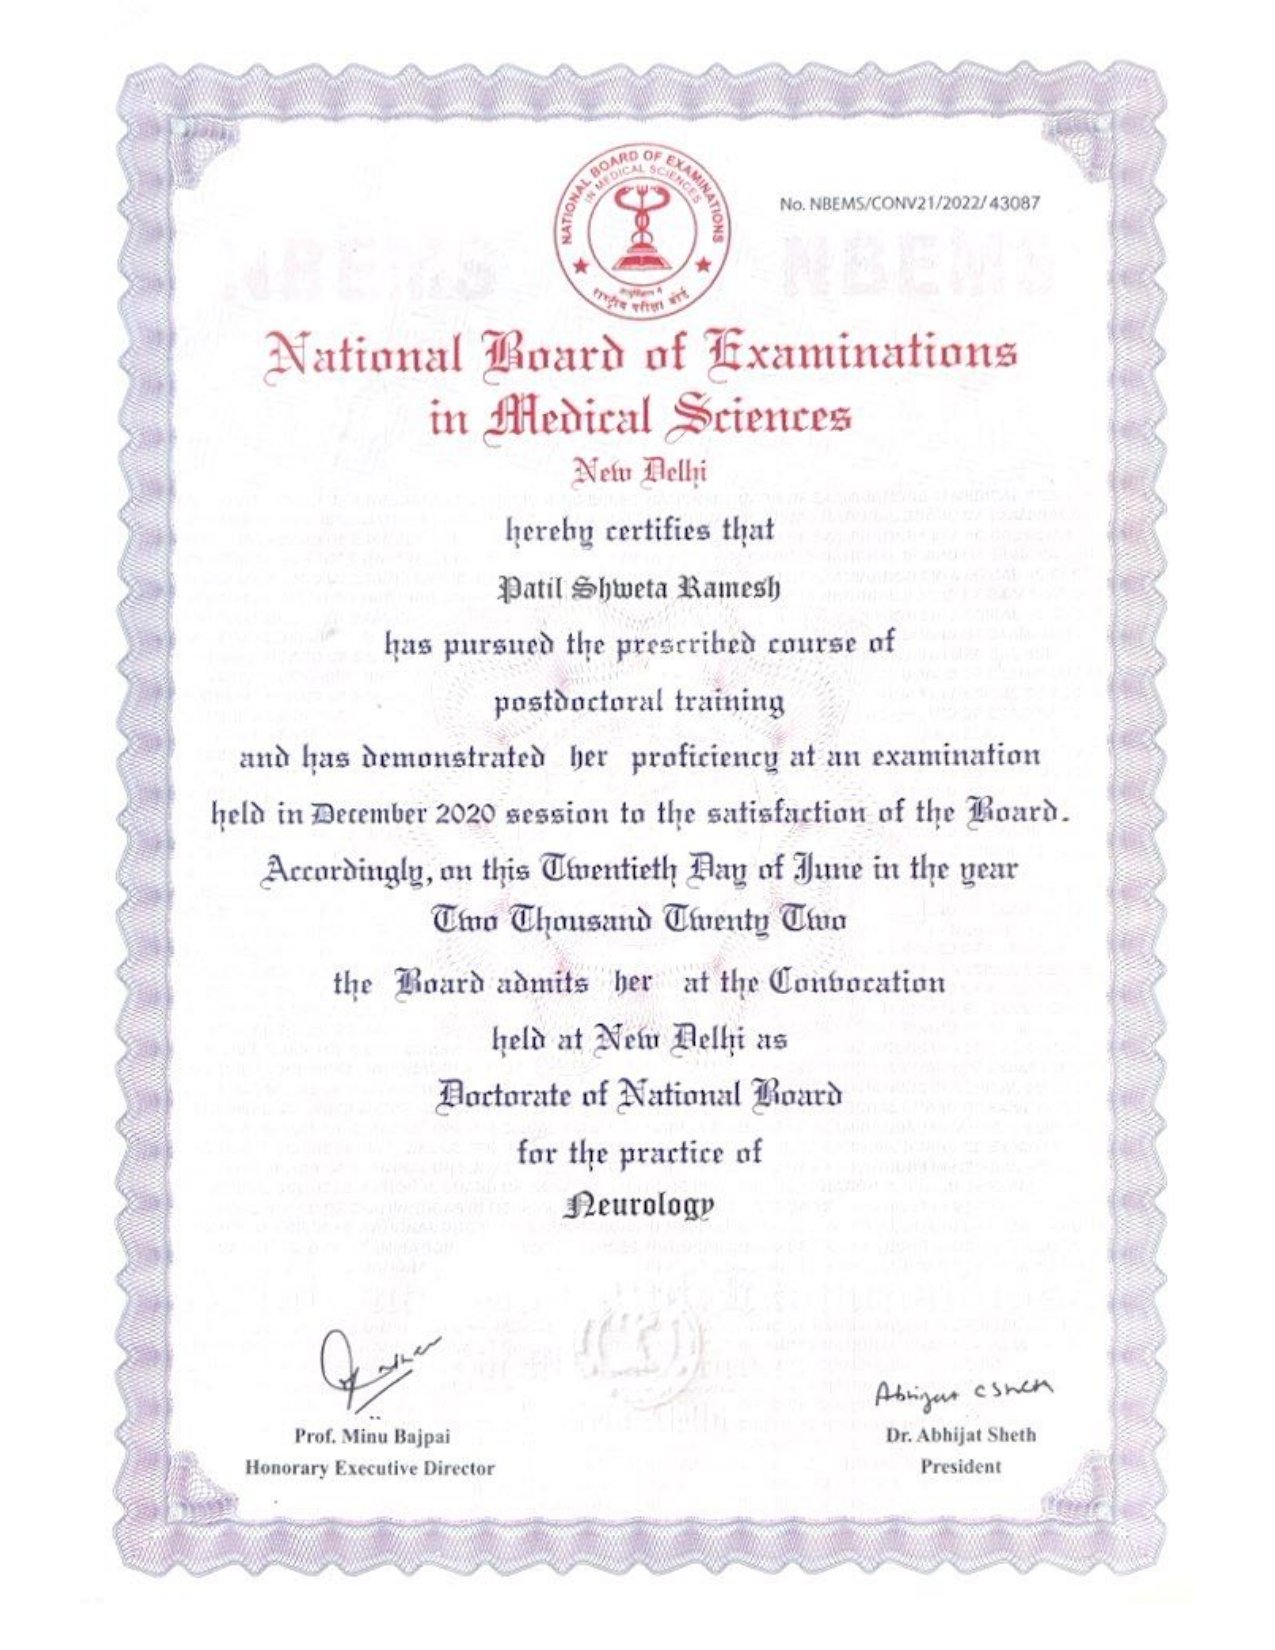 NATIONAL BOARD OF EXAMINATIONS
IN MEDICAL SCIENCES
आयुर्विज्ञान में
राष्ट्रीय परीक्षा बोर्ड
No. NBEMS/CONV21/2022/43087
National Board of Examinations
in Medical Sciences
New Delhi
hereby certifies that
Patil Shweta Ramesh
has pursued the prescribed course of
postdoctoral training
and has demonstrated her proficiency at an examination
held in December 2020 session to the satisfaction of the Board.
Accordingly, on this Twentieth Day of June in the year
Two Thousand Twenty Two
the Board admits her at the Convocation
held at New Delhi as
Doctorate of National Board
for the practice of
Neurology
Abhijat C Sheth
Prof. Minu Bajpai
Honorary Executive Director
Dr. Abhijat Sheth
President